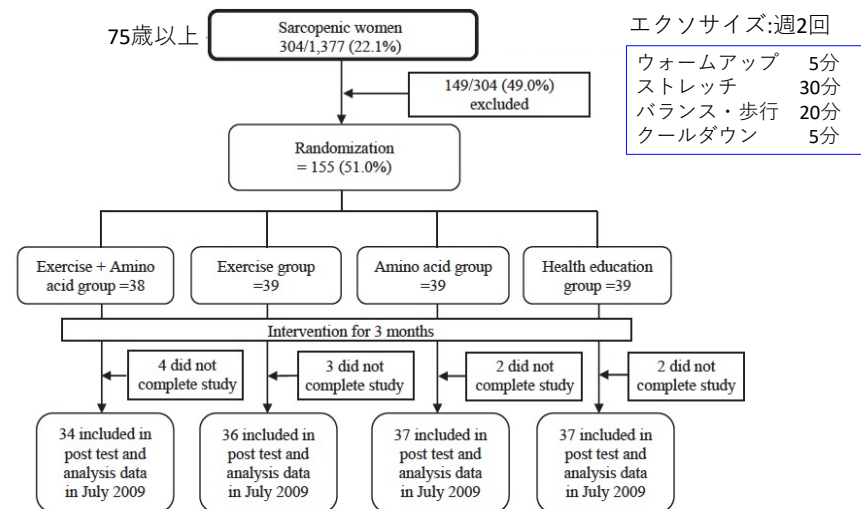 75歳以上
Sarcopenic women
304/1,377 (22.1%)
エクソサイズ:週2回
ウォームアップ 5分
ストレッチ 30分
バランス・歩行 20分
クールダウン 5分
149/304 (49.0%)
excluded
Randomization
= 155 (51.0%)
Exercise + Amino
acid group =38
Exercise group
=39
Amino acid group
=39
Health education
group =39
Intervention for 3 months
4 did not
complete study
3 did not
complete study
2 did not
complete study
2 did not
complete study
34 included in
post test and
analysis data
in July 2009
36 included in
post test and
analysis data
in July 2009
37 included in
post test and
analysis data
in July 2009
37 included in
post test and
analysis data
in July 2009